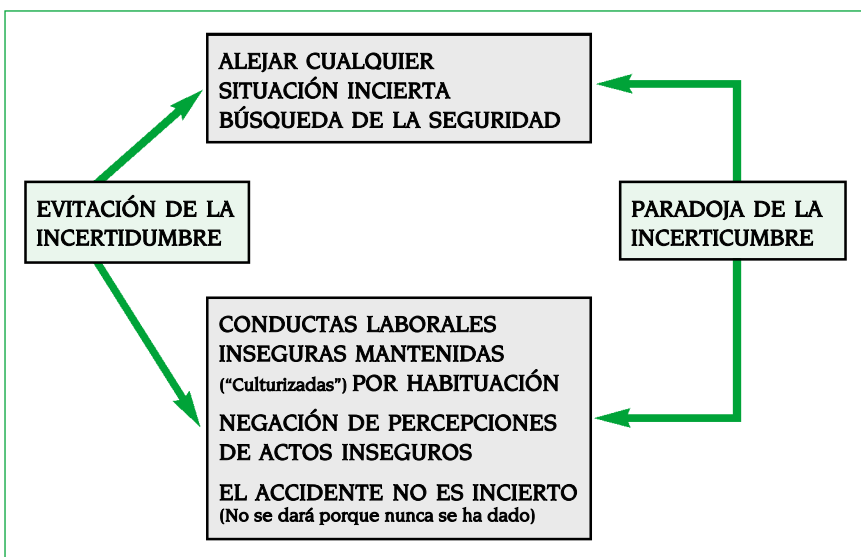 ALEJAR CUALQUIER
SITUACIÓN INCIERTA
BÚSQUEDA DE LA SEGURIDAD
EVITACIÓN DE LA
INCERTIDUMBRE
PARADOJA DE LA
INCERTICUMBRE
CONDUCTAS LABORALES
INSEGURAS MANTENIDAS
(“Culturizadas”) POR HABITUACIÓN
NEGACIÓN DE PERCEPCIONES
DE ACTOS INSEGUROS
EL ACCIDENTE NO ES INCIERTO
(No se dará porque nunca se ha dado)